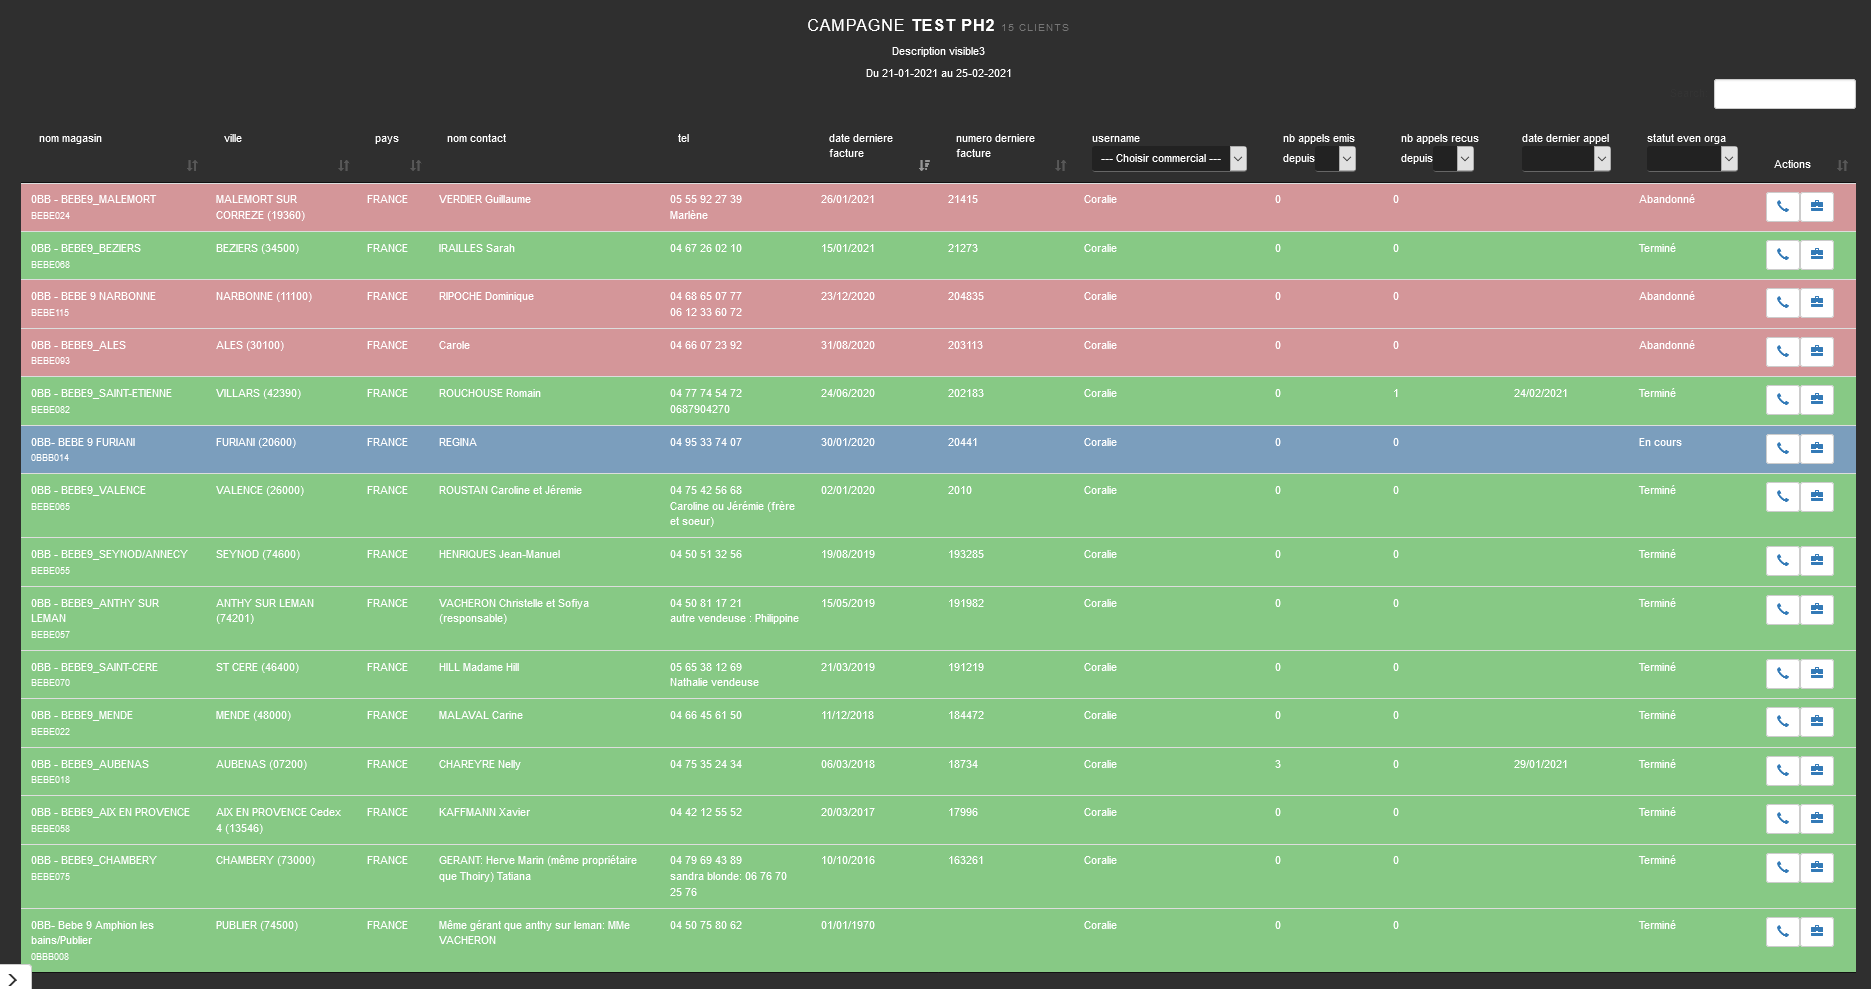 CAMPAGNE TEST PH2 15 CLIENTS
Description visible3
Du 21-01-2021 au 25-02-2021
nom magasin ville pays nom contact tel date derniere facture numero derniere facture username nb appels emis nb appels recus date dernier appel statut even orga
--- Choisir commercial --- depuis depuis Actions
0BB - BEBE9_MALEMORT MALEMORT SUR CORREZE (19360) FRANCE VERDIER Guillaume 05 55 92 27 39 Marlène 26/01/2021 21415 Coralie 0 0 Abandonné
BEBE024
0BB - BEBE9_BEZIERS BEZIERS (34500) FRANCE IRAILLES Sarah 04 67 26 02 10 15/01/2021 21273 Coralie 0 0 Terminé
BEBE068
0BB - BEBE 9 NARBONNE NARBONNE (11100) FRANCE RIPOCHE Dominique 04 68 65 07 77 06 12 33 60 72 23/12/2020 204835 Coralie 0 0 Abandonné
BEBE115
0BB - BEBE9_ALES ALES (30100) FRANCE Carole 04 66 07 23 92 31/08/2020 203113 Coralie 0 0 Abandonné
BEBE093
0BB - BEBE9_SAINT-ETIENNE VILLARS (42390) FRANCE ROUCHOUSE Romain 04 77 74 54 72 0687904270 24/06/2020 202183 Coralie 0 1 24/02/2021 Terminé
BEBE082
0BB- BEBE 9 FURIANI FURIANI (20600) FRANCE REGINA 04 95 33 74 07 30/01/2020 20441 Coralie 0 0 En cours
0BBB014
0BB - BEBE9_VALENCE VALENCE (26000) FRANCE ROUSTAN Caroline et Jéremie 04 75 42 56 68 Caroline ou Jérémie (frère et soeur) 02/01/2020 2010 Coralie 0 0 Terminé
BEBE065
0BB - BEBE9_SEYNOD/ANNECY SEYNOD (74600) FRANCE HENRIQUES Jean-Manuel 04 50 51 32 56 19/08/2019 193285 Coralie 0 0 Terminé
BEBE055
0BB - BEBE9_ANTHY SUR LEMAN ANTHY SUR LEMAN (74201) FRANCE VACHERON Christelle et Sofiya (responsable) 04 50 81 17 21 autre vendeuse : Philippine 15/05/2019 191982 Coralie 0 0 Terminé
BEBE057
0BB - BEBE9_SAINT-CERE ST CERE (46400) FRANCE HILL Madame Hill 05 65 38 12 69 Nathalie vendeuse 21/03/2019 191219 Coralie 0 0 Terminé
BEBE070
0BB - BEBE9_MENDE MENDE (48000) FRANCE MALAVAL Carine 04 66 45 61 50 11/12/2018 184472 Coralie 0 0 Terminé
BEBE022
0BB - BEBE9_AUBENAS AUBENAS (07200) FRANCE CHAREYRE Nelly 04 75 35 24 34 06/03/2018 18734 Coralie 3 0 29/01/2021 Terminé
BEBE018
0BB - BEBE9_AIX EN PROVENCE AIX EN PROVENCE Cedex 4 (13546) FRANCE KAFFMANN Xavier 04 42 12 55 52 20/03/2017 17996 Coralie 0 0 Terminé
BEBE058
0BB - BEBE9_CHAMBERY CHAMBERY (73000) FRANCE GERANT: Herve Marin (même propriétaire que Thoiry) Tatiana 04 79 69 43 89 sandra blonde: 06 76 70 25 76 10/10/2016 163261 Coralie 0 0 Terminé
BEBE075
0BB- Bebe 9 Amphion les bains/Publier PUBLIER (74500) FRANCE Même gérant que anthy sur leman: MMe VACHERON 04 50 75 80 62 01/01/1970 Coralie 0 0 Terminé
0BBB008